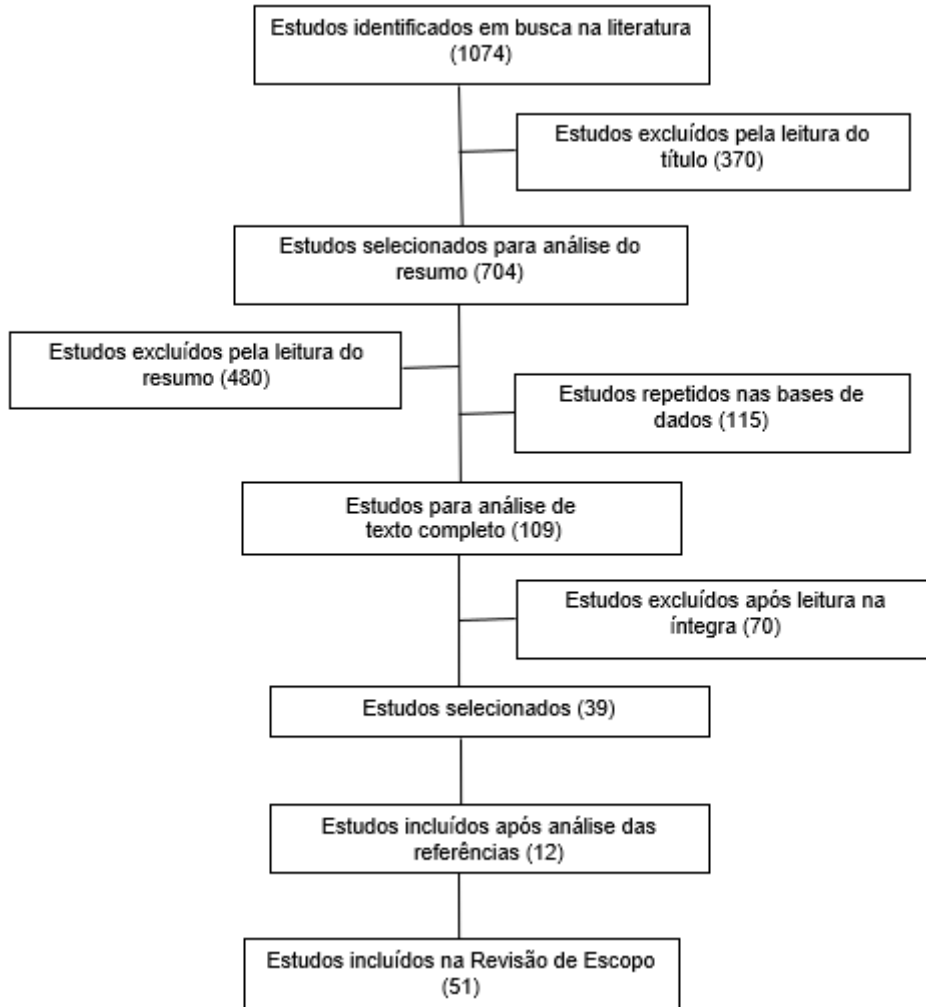 Estudos identificados em busca na literatura
(1074)
Estudos excluídos pela leitura do
título (370)
Estudos selecionados para análise do
resumo (704)
Estudos excluídos pela leitura do
resumo (480)
Estudos repetidos nas bases de
dados (115)
Estudos para análise de
texto completo (109)
Estudos excluídos após leitura na
íntegra (70)
Estudos selecionados (39)
Estudos incluídos após análise das
referências (12)
Estudos incluídos na Revisão de Escopo
(51)